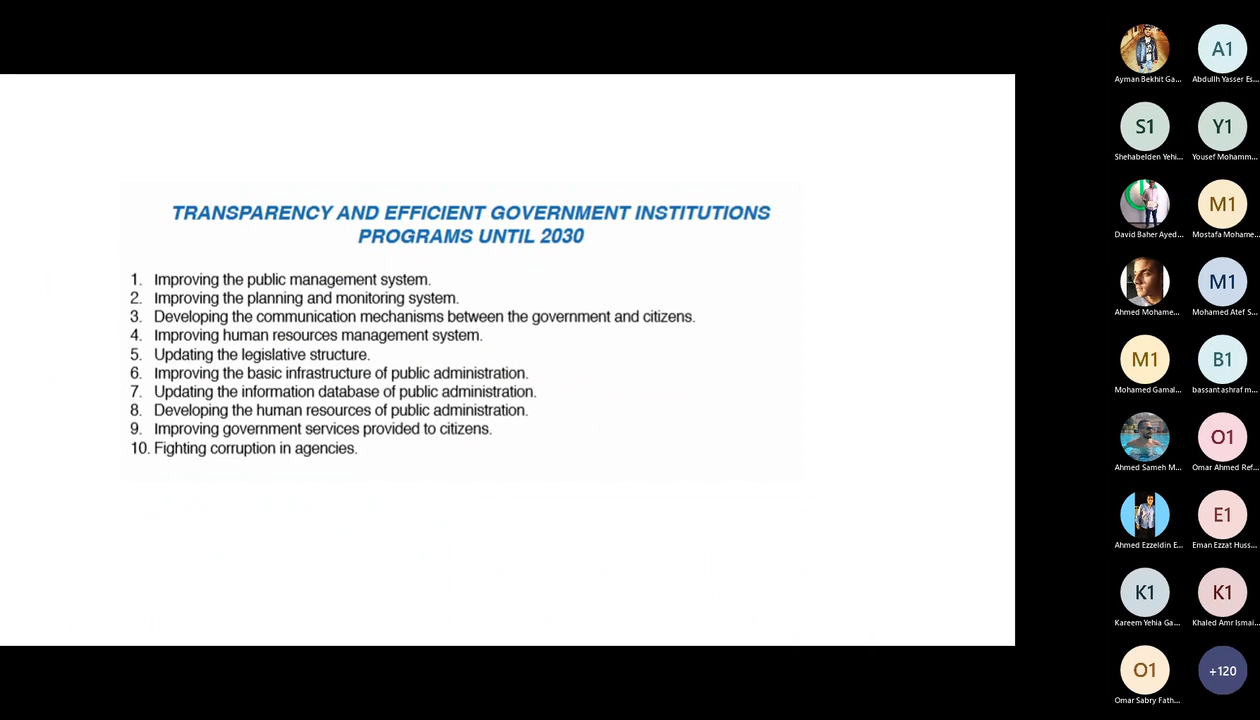 TRANSPARENCY AND EFFICIENT GOVERNMENT INSTITUTIONS
PROGRAMS UNTIL 2030
1. Improving the public management system.
2. Improving the planning and monitoring system.
3. Developing the communication mechanisms between the government and citizens.
4. Improving human resources management system.
5. Updating the legislative structure.
6. Improving the basic infrastructure of public administration.
7. Updating the information database of public administration.
8. Developing the human resources of public administration.
9. Improving government services provided to citizens.
10. Fighting corruption in agencies.
Ayman Bekhit Ga...
A1
Abdullh Yasser Es...
S1
Shehabelden Yehi...
Y1
Yousef Mohamm...
David Baher Ayed...
M1
Mostafa Mohame...
Ahmed Mohame...
M1
Mohamed Atef S...
M1
Mohamed Gamal...
B1
bassant ashraf m...
Ahmed Sameh M...
O1
Omar Ahmed Ref...
Ahmed Ezzeldin E...
E1
Eman Ezzat Huss...
K1
Kareem Yehia Ga...
K1
Khaled Amr Ismai...
O1
Omar Sabry Fath...
+120